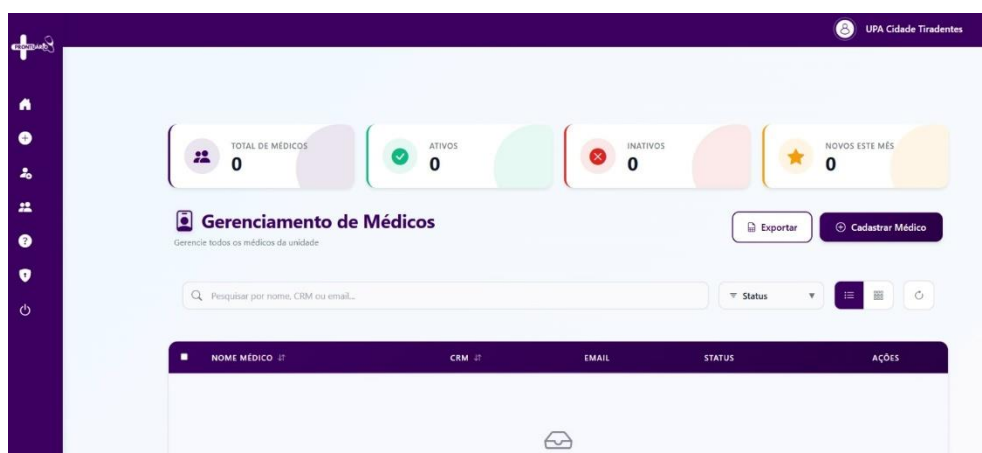 PRONTUÁRIO
UPA Cidade Tiradentes
TOTAL DE MÉDICOS
0
ATIVOS
0
INATIVOS
0
NOVOS ESTE MÊS
0
Gerenciamento de Médicos
Gerencie todos os médicos da unidade
Exportar
Cadastrar Médico
Pesquisar por nome, CRM ou email...
Status
NOME MÉDICO
CRM
EMAIL
STATUS
AÇÕES